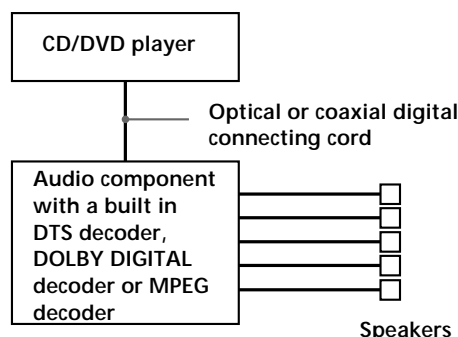 CD/DVD player
Optical or coaxial digital
connecting cord
Audio component
with a built in
DTS decoder,
DOLBY DIGITAL
decoder or MPEG
decoder
Speakers